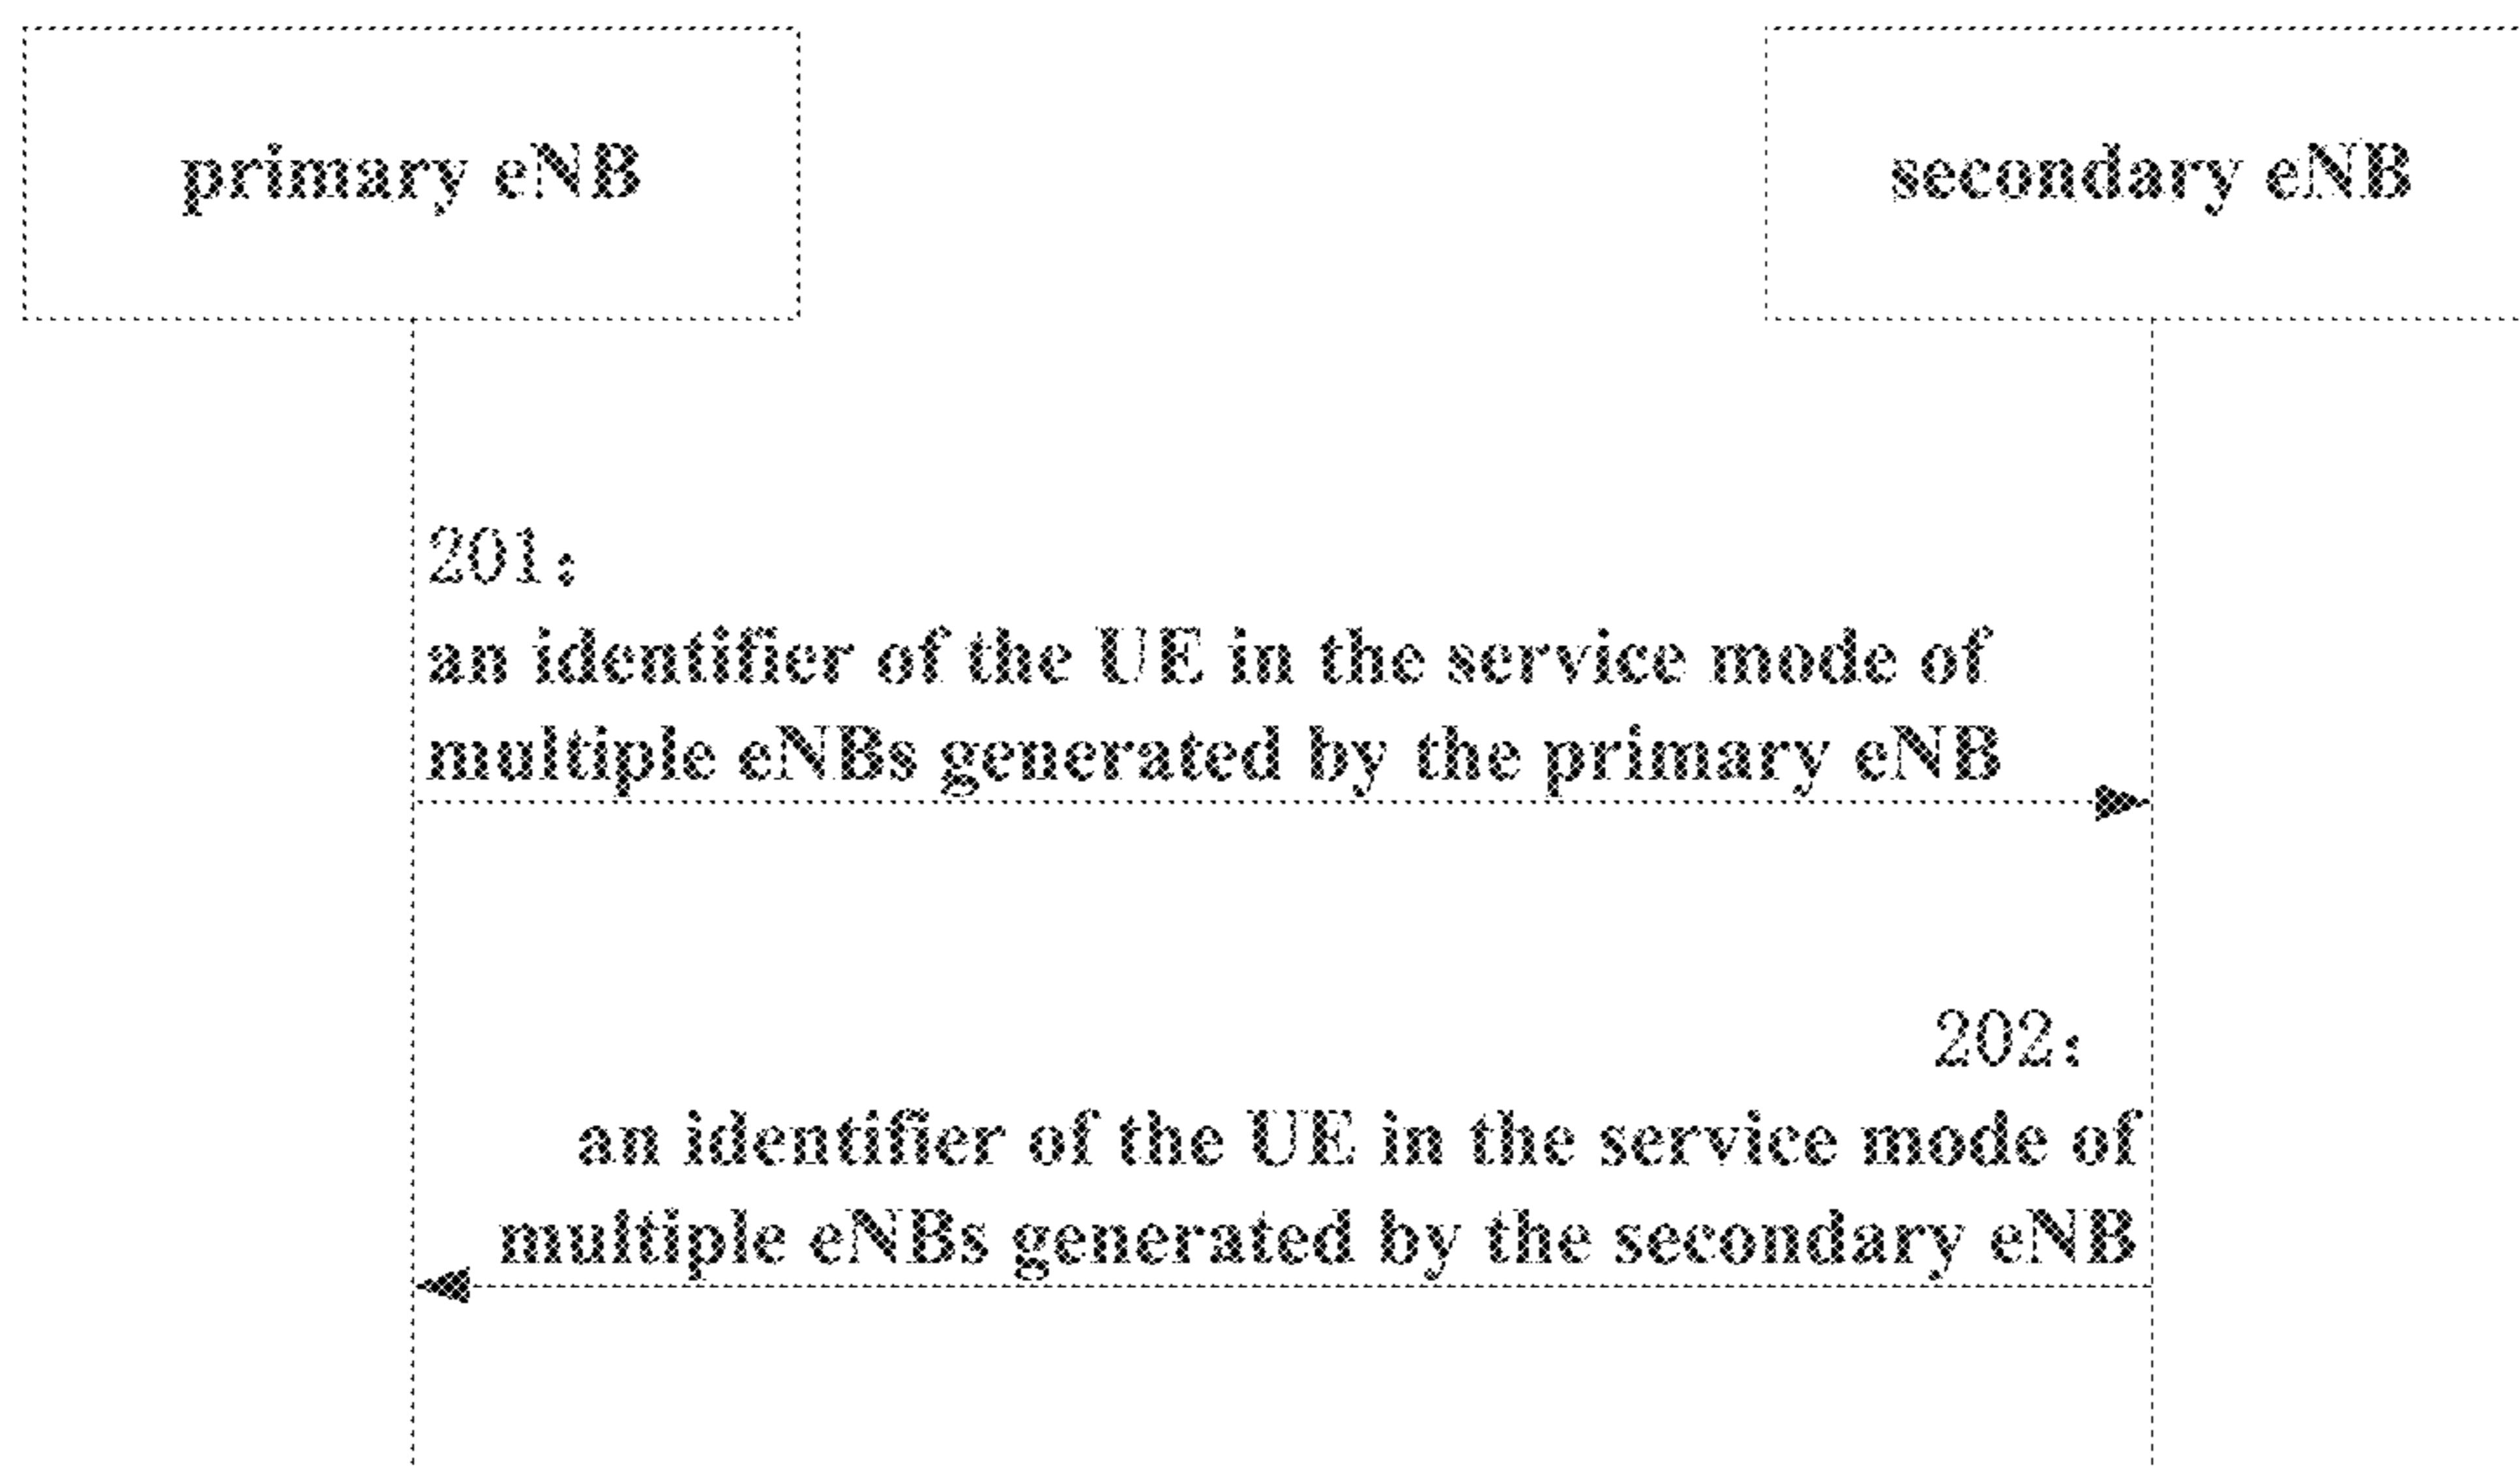 primary eNB
secondary eNB
201:
an identifier of the UE in the service mode of
multiple eNBs generated by the primary eNB
202:
an identifier of the UE in the service mode of
multiple eNBs generated by the secondary eNB